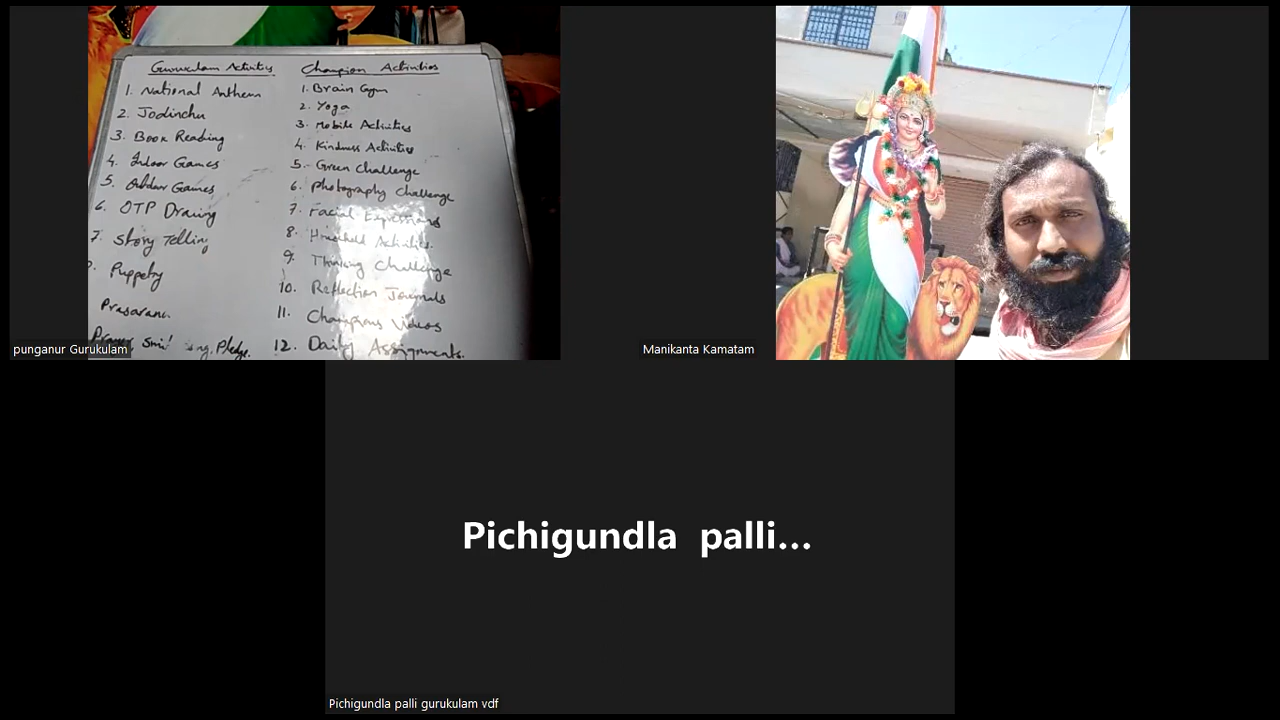 Gurukulam Activities
1. National Anthem
2. Jodinchu
3. Book Reading
4. Indoor Games
5. Outdoor Games
6. OTP Drawing
7. Story Telling
Puppetry
Prasarana
Pledge.
Champion Activities
1. Brain Gym
2. Yoga
3. Mobile Activities
4. Kindness Activities
5. Green Challenge
6. Photography Challenge
7. Facial Expressions
8. Household Activities.
9. Thinking Challenge
10. Reflection Journals
11. Champions Videos
12. Daily Assignments.
punganur Gurukulam
Manikanta Kamatam
Pichigundla palli...
Pichigundla palli gurukulam vdf